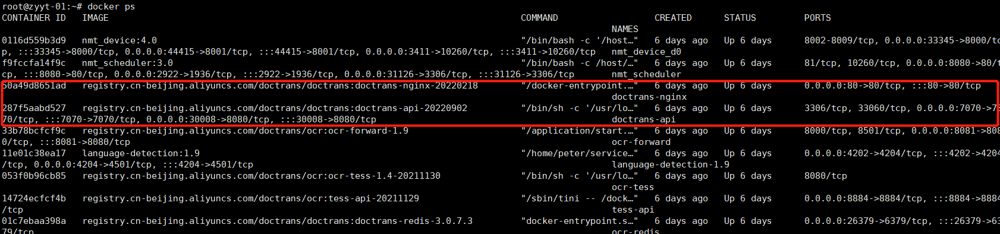 root@zyyt-01:~# docker ps
CONTAINER ID   IMAGE   COMMAND   CREATED   STATUS   PORTS
NAMES
0116d559b3d9   nmt_device:4.0   "/bin/bash -c '/host…"   6 days ago   Up 6 days   8002-8009/tcp, 0.0.0.0:33345->8000/tc
p, :::33345->8000/tcp, 0.0.0.0:44415->8001/tcp, :::44415->8001/tcp, 0.0.0.0:3411->10260/tcp, :::3411->10260/tcp   nmt_device_d0
f9fccfa14f9c   nmt_scheduler:3.0   "/bin/bash -c /host/…"   6 days ago   Up 6 days   81/tcp, 10260/tcp, 0.0.0.0:8080->80/t
cp, :::8080->80/tcp, 0.0.0.0:2922->1936/tcp, :::2922->1936/tcp, 0.0.0.0:31126->3306/tcp, :::31126->3306/tcp   nmt_scheduler
50a49d8651ad   registry.cn-beijing.aliyuncs.com/doctrans/doctrans:doctrans-nginx-20220218   "/docker-entrypoint.…"   6 days ago   Up 6 days   0.0.0.0:80->80/tcp, :::80->80/tcp
doctrans-nginx
287f5aabd527   registry.cn-beijing.aliyuncs.com/doctrans/doctrans:doctrans-api-20220902   "/bin/sh -c '/usr/lo…"   6 days ago   Up 6 days   3306/tcp, 33060/tcp, 0.0.0.0:7070->70
70/tcp, :::7070->7070/tcp, 0.0.0.0:30008->8080/tcp, :::30008->8080/tcp   doctrans-api
33b78bcfcf9c   registry.cn-beijing.aliyuncs.com/doctrans/ocr:ocr-forward-1.9   "/application/start.…"   6 days ago   Up 6 days   8000/tcp, 8501/tcp, 0.0.0.0:8081->808
0/tcp, :::8081->8080/tcp   ocr-forward
11e01c38ea17   language-detection:1.9   "/home/peter/service…"   6 days ago   Up 6 days   0.0.0.0:4202->4204/tcp, :::4202->4204
/tcp, 0.0.0.0:4204->4501/tcp, :::4204->4501/tcp   language-detection-1.9
053f0b96cb85   registry.cn-beijing.aliyuncs.com/doctrans/ocr:ocr-tess-1.4-20211130   "/bin/sh -c '/usr/lo…"   6 days ago   Up 6 days   8080/tcp
ocr-tess
14724ecfcf4b   registry.cn-beijing.aliyuncs.com/doctrans/ocr:tess-api-20211129   "/sbin/tini -- /dock…"   6 days ago   Up 6 days   0.0.0.0:8884->8884/tcp, :::8884->8884
/tcp   tess-api
01c7ebaa398a   registry.cn-beijing.aliyuncs.com/doctrans/doctrans:doctrans-redis-3.0.7.3   "docker-entrypoint.s…"   6 days ago   Up 6 days   0.0.0.0:26379->6379/tcp, :::26379->63
79/tcp   ocr-redis